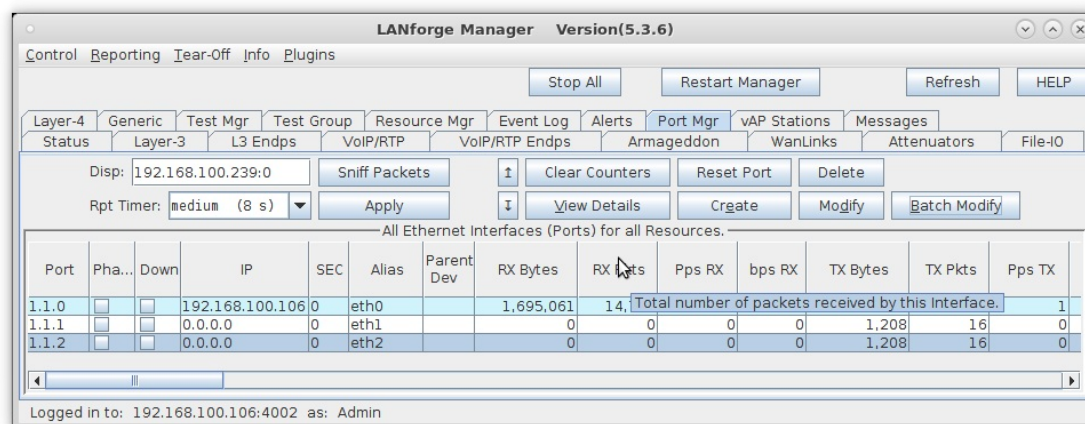 LANforge Manager Version(5.3.6)
Control Reporting Tear-Off Info Plugins
Stop All Restart Manager Refresh HELP
Layer-4 Generic Test Mgr Test Group Resource Mgr Event Log Alerts Port Mgr vAP Stations Messages
Status Layer-3 L3 Endps VoIP/RTP VoIP/RTP Endps Armageddon WanLinks Attenuators File-IO
Disp: 192.168.100.239:0 Sniff Packets ↥ Clear Counters Reset Port Delete
Rpt Timer: medium (8 s) Apply ↧ View Details Create Modify Batch Modify
All Ethernet Interfaces (Ports) for all Resources.
Port Pha... Down IP SEC Alias Parent Dev RX Bytes RX Pps RX bps RX TX Bytes TX Pkts Pps TX
1.1.0 192.168.100.106 0 eth0 1,695,061 1
Total number of packets received by this Interface.
1.1.1 0.0.0.0 0 eth1 0 0 0 0 1,208 16 0
1.1.2 0.0.0.0 0 eth2 0 0 0 0 1,208 16 0
Logged in to: 192.168.100.106:4002 as: Admin